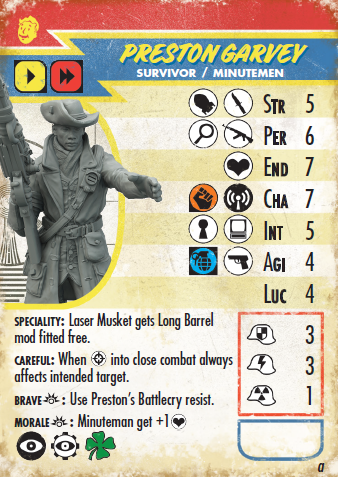 PRESTON GARVEY
SURVIVOR / MINUTEMEN
STR 5
PER 6
END 7
CHA 7
INT 5
AGI 4
LUC 4
SPECIALITY: Laser Musket gets Long Barrel
mod fitted free.
CAREFUL: When into close combat always
affects intended target.
BRAVE : Use Preston's Battlecry resist.
MORALE : Minuteman get +1
3
3
1
a